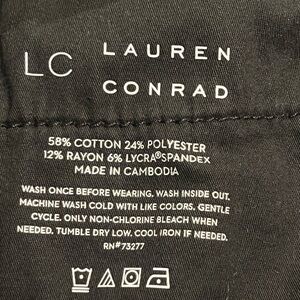 LC LAUREN
CONRAD
58% COTTON 24% POLYESTER
12% RAYON 6% LYCRA® SPANDEX
MADE IN CAMBODIA
WASH ONCE BEFORE WEARING. WASH INSIDE OUT.
MACHINE WASH COLD WITH LIKE COLORS. GENTLE
CYCLE. ONLY NON-CHLORINE BLEACH WHEN
NEEDED. TUMBLE DRY LOW. COOL IRON IF NEEDED.
RN#73277